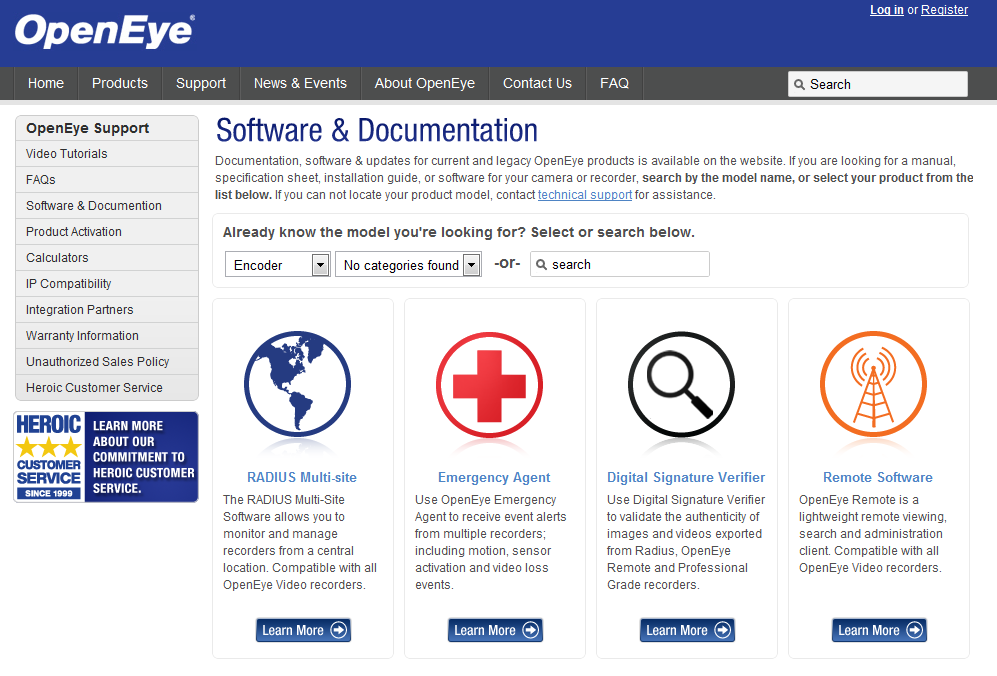 OpenEye®
Log in or Register
Home Products Support News & Events About OpenEye Contact Us FAQ Search
OpenEye Support
Video Tutorials
FAQs
Software & Documention
Product Activation
Calculators
IP Compatibility
Integration Partners
Warranty Information
Unauthorized Sales Policy
Heroic Customer Service
HEROIC
CUSTOMER
SERVICE
SINCE 1999
LEARN MORE
ABOUT OUR
COMMITMENT TO
HEROIC CUSTOMER
SERVICE.
Software & Documentation
Documentation, software & updates for current and legacy OpenEye products is available on the website. If you are looking for a manual,
specification sheet, installation guide, or software for your camera or recorder, search by the model name, or select your product from the
list below. If you can not locate your product model, contact technical support for assistance.
Already know the model you're looking for? Select or search below.
Encoder No categories found -or- search
RADIUS Multi-site
The RADIUS Multi-Site
Software allows you to
monitor and manage
recorders from a central
location. Compatible with all
OpenEye Video recorders.
Learn More
Emergency Agent
Use OpenEye Emergency
Agent to receive event alerts
from multiple recorders;
including motion, sensor
activation and video loss
events.
Learn More
Digital Signature Verifier
Use Digital Signature Verifier
to validate the authenticity of
images and videos exported
from Radius, OpenEye
Remote and Professional
Grade recorders.
Learn More
Remote Software
OpenEye Remote is a
lightweight remote viewing,
search and administration
client. Compatible with all
OpenEye Video recorders.
Learn More